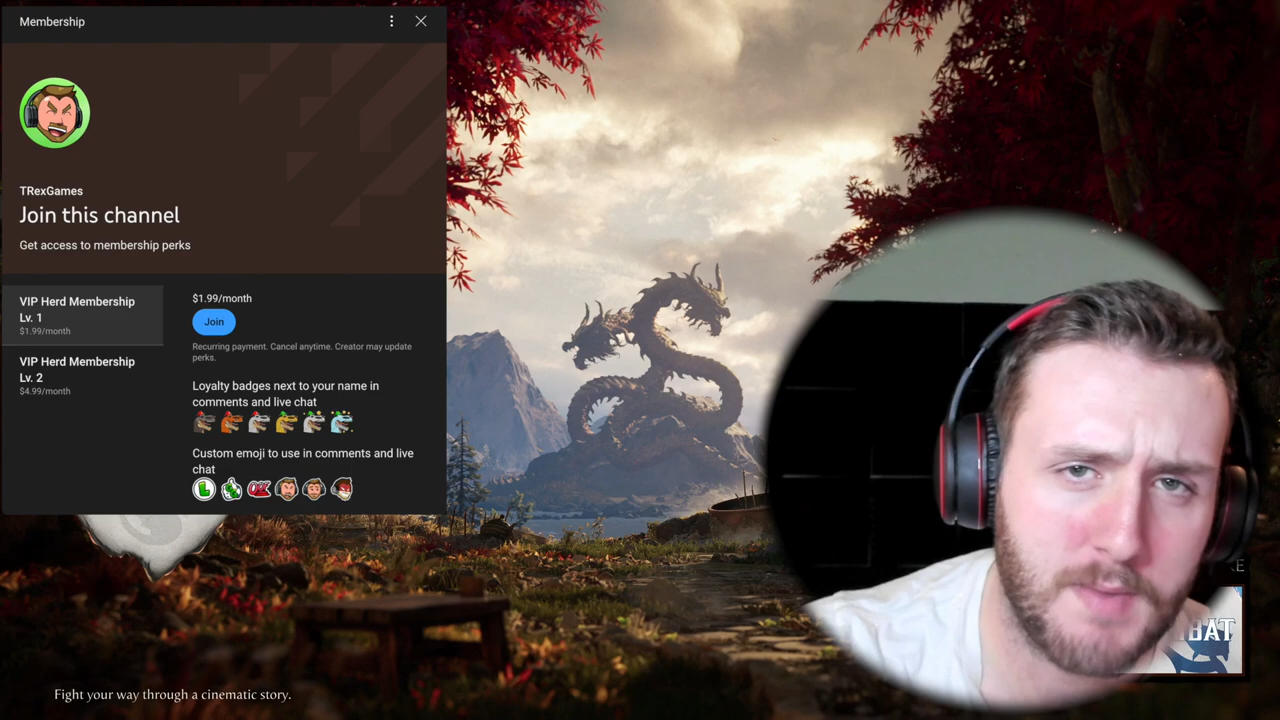 Membership
TRexGames
Join this channel
Get access to membership perks
VIP Herd Membership
Lv. 1
$1.99/month
VIP Herd Membership
Lv. 2
$4.99/month
$1.99/month
Join
Recurring payment. Cancel anytime. Creator may update
perks.
Loyalty badges next to your name in
comments and live chat
Custom emoji to use in comments and live
chat
L
Fight your way through a cinematic story.